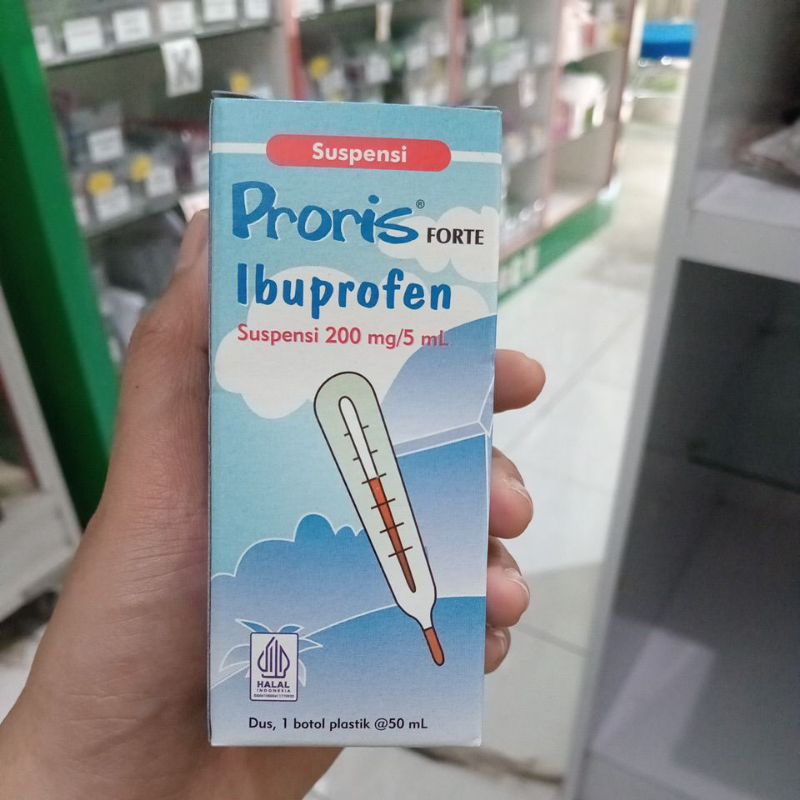 Suspensi
Proris® FORTE
Ibuprofen
Suspensi 200 mg/5 mL
HALAL
INDONESIA
Dus, 1 botol plastik @50 mL